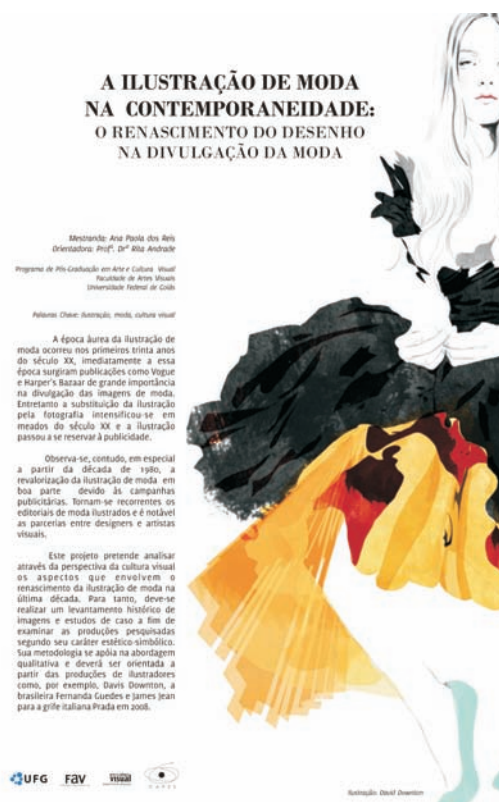 A ILUSTRAÇÃO DE MODA
NA CONTEMPORANEIDADE:
O RENASCIMENTO DO DESENHO
NA DIVULGAÇÃO DA MODA
Mestranda: Ana Paola dos Reis
Orientadora: Profª. Drª Rita Andrade
Programa de Pós-Graduação em Arte e Cultura Visual
Faculdade de Artes Visuais
Universidade Federal de Goiás
Palavras Chave: ilustração, moda, cultura visual
A época áurea da ilustração de
moda ocorreu nos primeiros trinta anos
do século XX, imediatamente a essa
época surgiram publicações como Vogue
e Harper's Bazaar de grande importância
na divulgação das imagens de moda.
Entretanto a substituição da ilustração
pela fotografia intensificou-se em
meados do século XX e a ilustração
passou a se reservar à publicidade.
Observa-se, contudo, em especial
a partir da década de 1980, a
revalorização da ilustração de moda em
boa parte devido às campanhas
publicitárias. Tornam-se recorrentes os
editoriais de moda ilustrados e é notável
as parcerias entre designers e artistas
visuais.
Este projeto pretende analisar
através da perspectiva da cultura visual
os aspectos que envolvem o
renascimento da ilustração de moda na
última década. Para tanto, deve-se
realizar um levantamento histórico de
imagens e estudos de caso a fim de
examinar as produções pesquisadas
segundo seu caráter estético-simbólico.
Sua metodologia se apóia na abordagem
qualitativa e deverá ser orientada a
partir das produções de ilustradores
como, por exemplo, Davis Downton, a
brasileira Fernanda Guedes e James Jean
para a grife italiana Prada em 2008.
UFG
FAV
visual
CAPES
Ilustração: David Downton